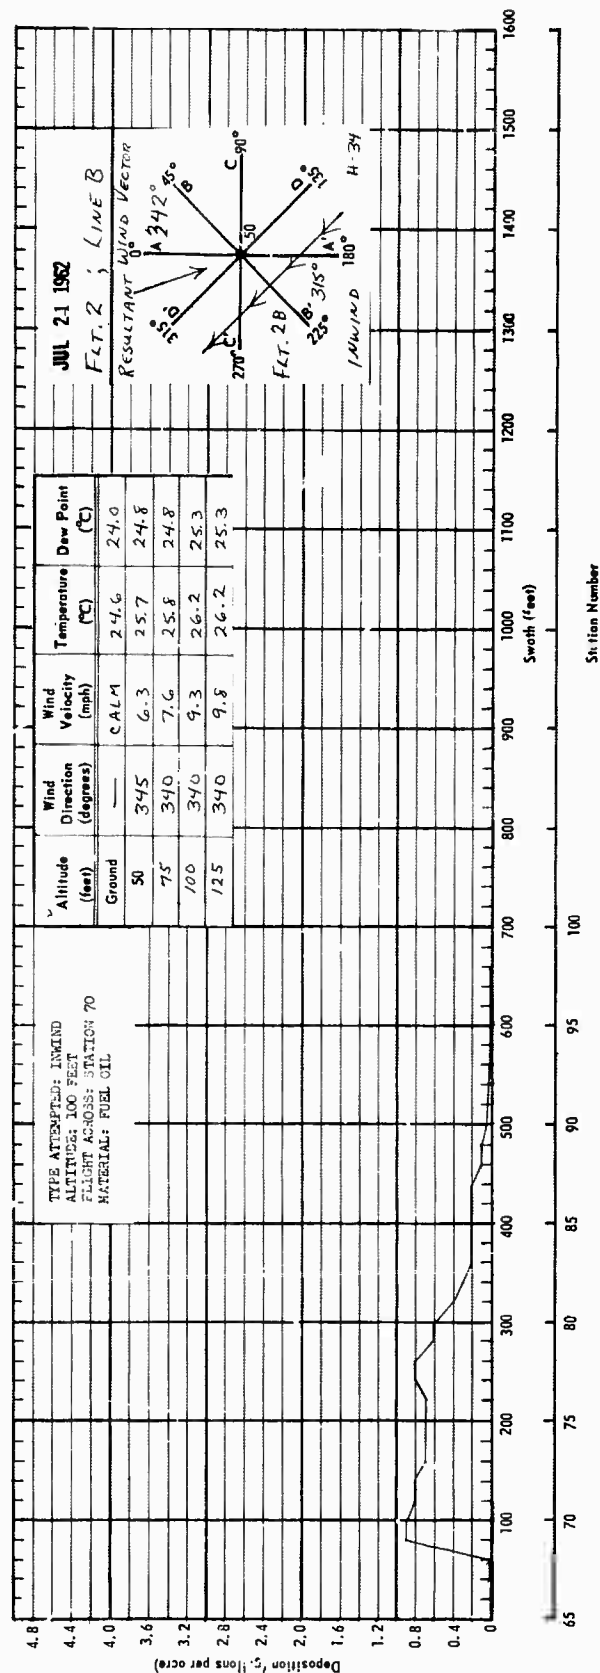 TYPE ATTEMPTED: INWIND
ALTITUDE: 100 FEET
FLIGHT ACROSS: STATION 70
MATERIAL: FUEL OIL
Altitude (feet) Wind Direction (degrees) Wind Velocity (mph) Temperature (°C) Dew Point (°C)
Ground — CALM 24.6 24.0
50 345 6.3 25.7 24.8
75 340 7.6 25.8 24.8
100 340 9.3 26.2 25.3
125 340 9.8 26.2 25.3
JUL 21 1962
FLT. 2 ; LINE B
RESULTANT WIND VECTOR
342°
0°
A
45°
B
315°
D'
C 90°
270° C'
50
D
135°
FLT. 2B
B'
225°
315°
A'
180°
INWIND
H-34
4.8
4.4
4.0
3.6
3.2
2.8
2.4
2.0
1.6
1.2
0.8
0.4
0
Deposition (gallons per acre)
100 200 300 400 500 600 700 800 900 1000 1100 1200 1300 1400 1500 1600
Swath (feet)
65 70 75 80 85 90 95 100
Station Number